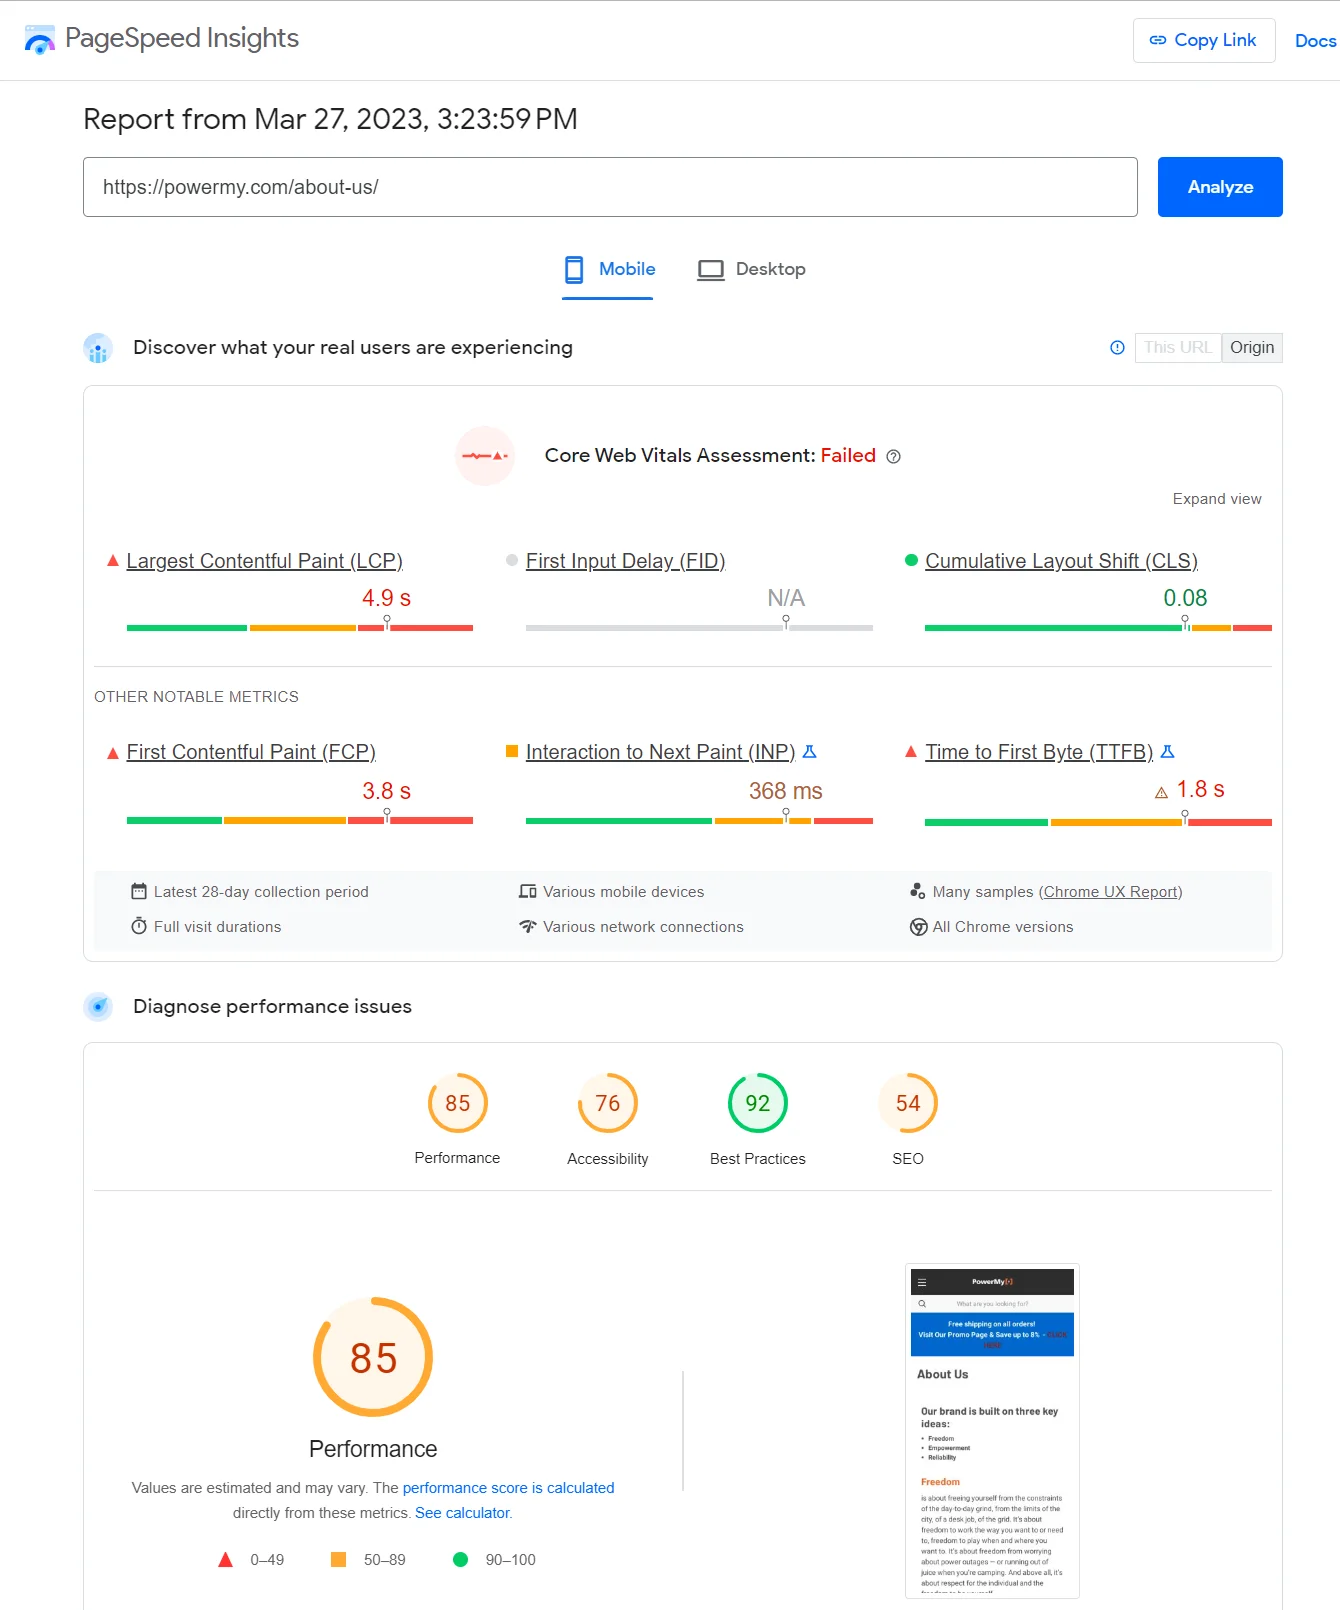 PageSpeed Insights
Copy Link
Docs
Report from Mar 27, 2023, 3:23:59 PM
https://powermy.com/about-us/
Analyze
Mobile
Desktop
Discover what your real users are experiencing
This URL
Origin
Core Web Vitals Assessment: Failed
Expand view
Largest Contentful Paint (LCP)
4.9 s
First Input Delay (FID)
N/A
Cumulative Layout Shift (CLS)
0.08
OTHER NOTABLE METRICS
First Contentful Paint (FCP)
3.8 s
Interaction to Next Paint (INP)
368 ms
Time to First Byte (TTFB)
1.8 s
Latest 28-day collection period
Various mobile devices
Many samples (Chrome UX Report)
Full visit durations
Various network connections
All Chrome versions
Diagnose performance issues
85
Performance
76
Accessibility
92
Best Practices
54
SEO
85
Performance
Values are estimated and may vary. The performance score is calculated
directly from these metrics. See calculator.
0–49
50–89
90–100
PowerMy
What are you looking for?
Free shipping on all orders!
Visit Our Promo Page & Save up to 8% - CLICK
HERE
About Us
Our brand is built on three key
ideas:
• Freedom
• Empowerment
• Reliability
Freedom
is about freeing yourself from the constraints
of the day-to-day grind, from the limits of the
city, of a desk job, of the grid. It's about
freedom to work the way you want to or need
to, freedom to play when and where you
want to. It's about freedom from worrying
about power outages — or running out of
juice when you're camping. And above all, it's
about respect for the individual and the